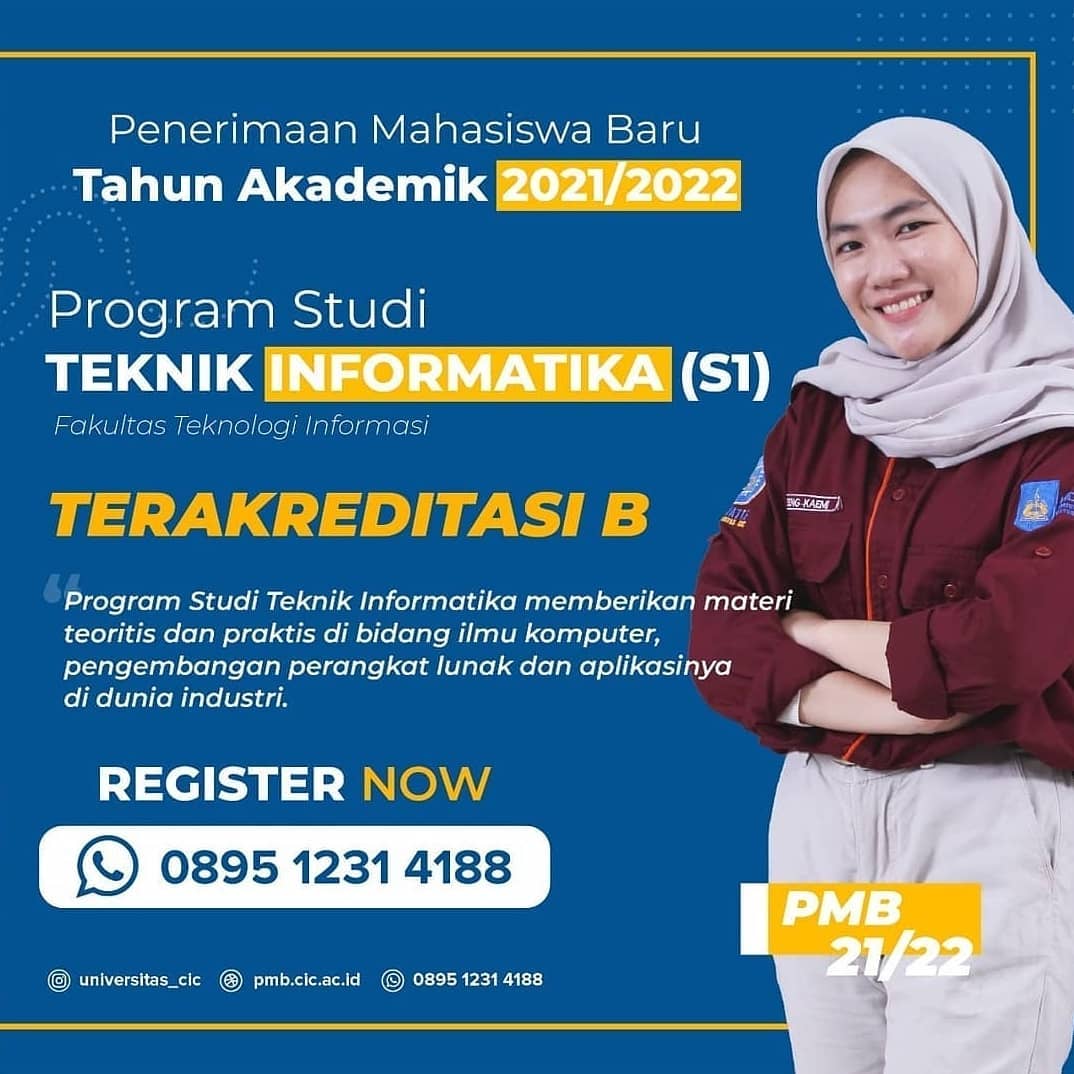 Penerimaan Mahasiswa Baru
Tahun Akademik 2021/2022
Program Studi
TEKNIK INFORMATIKA (S1)
Fakultas Teknologi Informasi
TERAKREDITASI B
“Program Studi Teknik Informatika memberikan materi
teoritis dan praktis di bidang ilmu komputer,
pengembangan perangkat lunak dan aplikasinya
di dunia industri.
REGISTER NOW
0895 1231 4188
PMB
21/22
universitas_cic pmb.cic.ac.id 0895 1231 4188